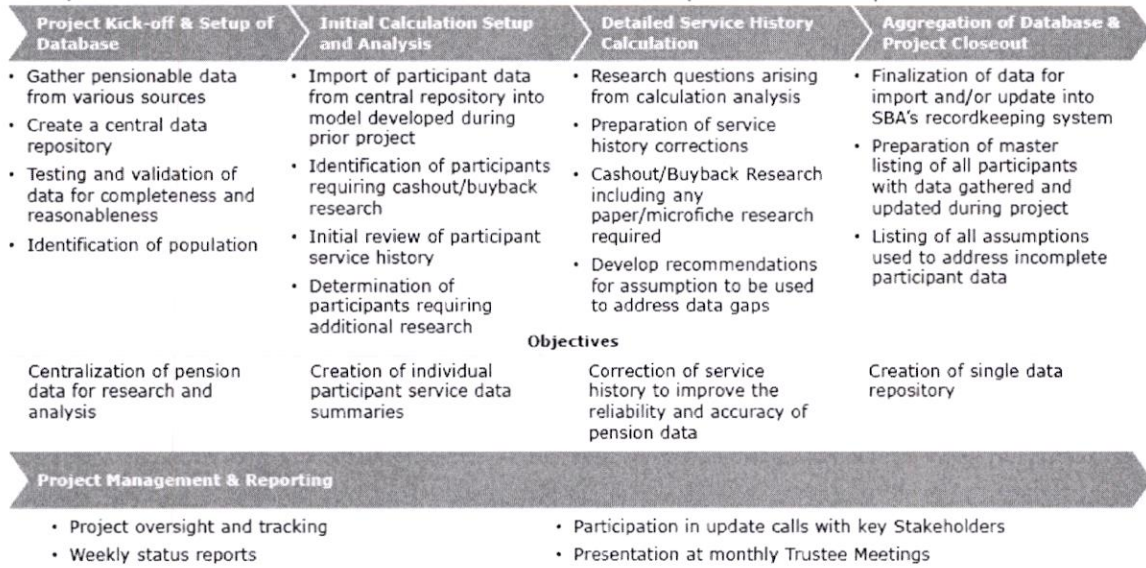 Project Kick-off & Setup of
Database
• Gather pensionable data
from various sources
• Create a central data
repository
• Testing and validation of
data for completeness and
reasonableness
• Identification of population
Initial Calculation Setup
and Analysis
• Import of participant data
from central repository into
model developed during
prior project
• Identification of participants
requiring cashout/buyback
research
• Initial review of participant
service history
• Determination of
participants requiring
additional research
Detailed Service History
Calculation
• Research questions arising
from calculation analysis
• Preparation of service
history corrections
• Cashout/Buyback Research
including any
paper/microfiche research
required
• Develop recommendations
for assumption to be used
to address data gaps
Aggregation of Database &
Project Closeout
• Finalization of data for
import and/or update into
SBA's recordkeeping system
• Preparation of master
listing of all participants
with data gathered and
updated during project
• Listing of all assumptions
used to address incomplete
participant data
Objectives
Centralization of pension
data for research and
analysis
Creation of individual
participant service data
summaries
Correction of service
history to improve the
reliability and accuracy of
pension data
Creation of single data
repository
Project Management & Reporting
• Project oversight and tracking
• Weekly status reports
• Participation in update calls with key Stakeholders
• Presentation at monthly Trustee Meetings